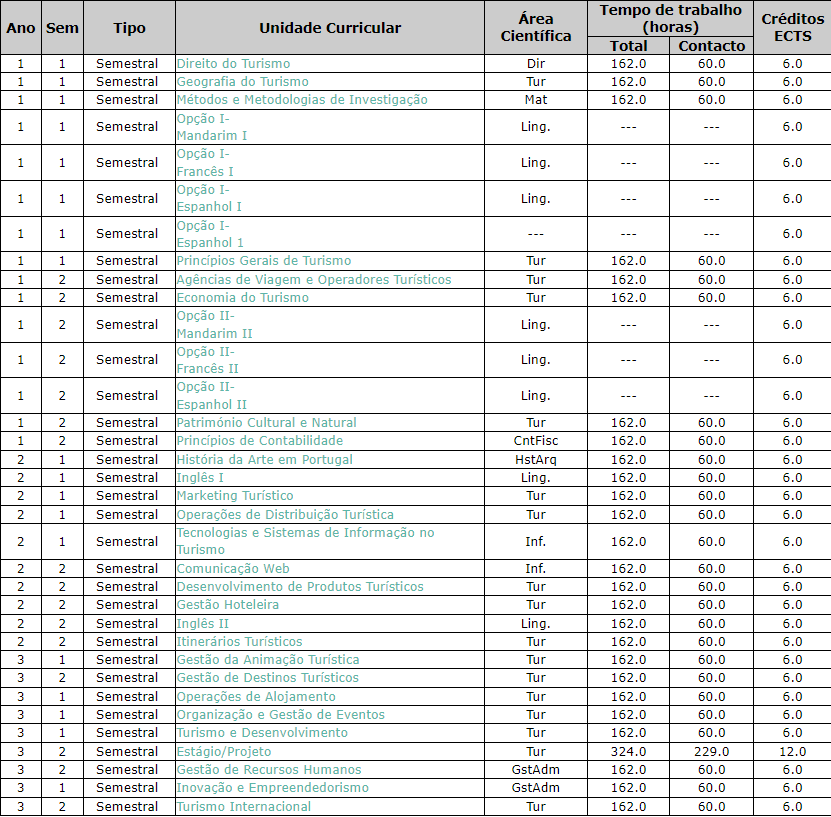 Ano Sem Tipo Unidade Curricular Área Científica Tempo de trabalho (horas) Créditos ECTS
Total Contacto
1 1 Semestral Direito do Turismo Dir 162.0 60.0 6.0
1 1 Semestral Geografia do Turismo Tur 162.0 60.0 6.0
1 1 Semestral Métodos e Metodologias de Investigação Mat 162.0 60.0 6.0
1 1 Semestral Opção I- Mandarim I Ling. --- --- 6.0
1 1 Semestral Opção I- Francês I Ling. --- --- 6.0
1 1 Semestral Opção I- Espanhol I Ling. --- --- 6.0
1 1 Semestral Opção I- Espanhol 1 --- --- --- 6.0
1 1 Semestral Princípios Gerais de Turismo Tur 162.0 60.0 6.0
1 2 Semestral Agências de Viagem e Operadores Turísticos Tur 162.0 60.0 6.0
1 2 Semestral Economia do Turismo Tur 162.0 60.0 6.0
1 2 Semestral Opção II- Mandarim II Ling. --- --- 6.0
1 2 Semestral Opção II- Francês II Ling. --- --- 6.0
1 2 Semestral Opção II- Espanhol II Ling. --- --- 6.0
1 2 Semestral Património Cultural e Natural Tur 162.0 60.0 6.0
1 2 Semestral Princípios de Contabilidade CntFisc 162.0 60.0 6.0
2 1 Semestral História da Arte em Portugal HstArq 162.0 60.0 6.0
2 1 Semestral Inglês I Ling. 162.0 60.0 6.0
2 1 Semestral Marketing Turístico Tur 162.0 60.0 6.0
2 1 Semestral Operações de Distribuição Turística Tur 162.0 60.0 6.0
2 1 Semestral Tecnologias e Sistemas de Informação no Turismo Inf. 162.0 60.0 6.0
2 2 Semestral Comunicação Web Inf. 162.0 60.0 6.0
2 2 Semestral Desenvolvimento de Produtos Turísticos Tur 162.0 60.0 6.0
2 2 Semestral Gestão Hoteleira Tur 162.0 60.0 6.0
2 2 Semestral Inglês II Ling. 162.0 60.0 6.0
2 2 Semestral Itinerários Turísticos Tur 162.0 60.0 6.0
3 1 Semestral Gestão da Animação Turística Tur 162.0 60.0 6.0
3 2 Semestral Gestão de Destinos Turísticos Tur 162.0 60.0 6.0
3 1 Semestral Operações de Alojamento Tur 162.0 60.0 6.0
3 1 Semestral Organização e Gestão de Eventos Tur 162.0 60.0 6.0
3 1 Semestral Turismo e Desenvolvimento Tur 162.0 60.0 6.0
3 2 Semestral Estágio/Projeto Tur 324.0 229.0 12.0
3 2 Semestral Gestão de Recursos Humanos GstAdm 162.0 60.0 6.0
3 1 Semestral Inovação e Empreendedorismo GstAdm 162.0 60.0 6.0
3 2 Semestral Turismo Internacional Tur 162.0 60.0 6.0